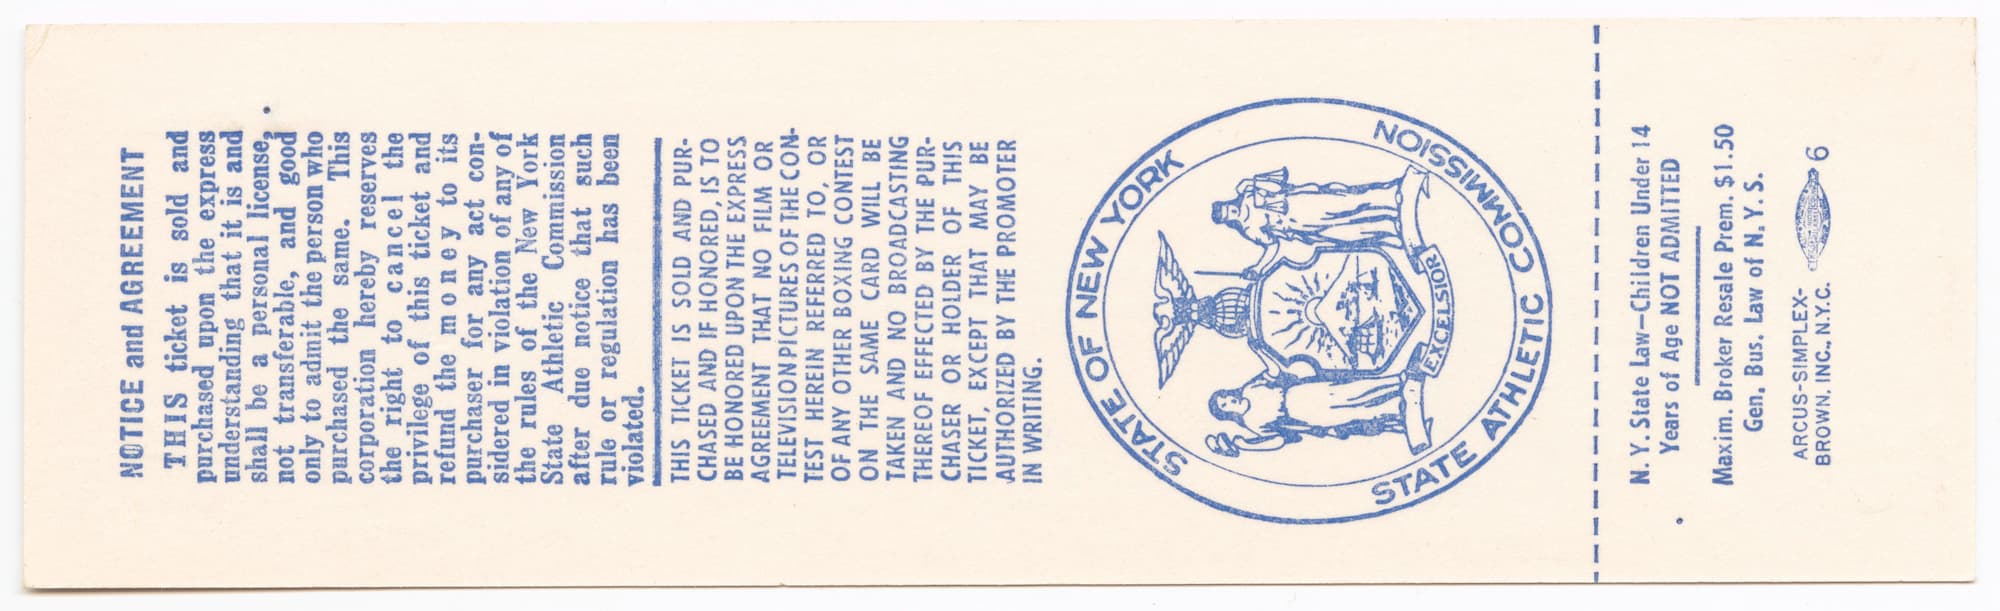 NOTICE and AGREEMENT
THIS ticket is sold and
purchased upon the express
understanding that it is and
shall be a personal license,
not transferable, and good
only to admit the person who
purchased the same. This
corporation hereby reserves
the right to cancel the
privilege of this ticket and
refund the money to its
purchaser for any act con-
sidered in violation of any of
the rules of the New York
State Athletic Commission
after due notice that such
rule or regulation has been
violated.
THIS TICKET IS SOLD AND PUR-
CHASED AND IF HONORED, IS TO
BE HONORED UPON THE EXPRESS
AGREEMENT THAT NO FILM OR
TELEVISION PICTURES OF THE CON-
TEST HEREIN REFERRED TO, OR
OF ANY OTHER BOXING CONTEST
ON THE SAME CARD WILL BE
TAKEN AND NO BROADCASTING
THEREOF EFFECTED BY THE PUR-
CHASER OR HOLDER OF THIS
TICKET, EXCEPT THAT MAY BE
AUTHORIZED BY THE PROMOTER
IN WRITING.
STATE OF NEW YORK
EXCELSIOR
STATE ATHLETIC COMMISSION
N. Y. State Law—Children Under 14
Years of Age NOT ADMITTED
Maxim. Broker Resale Prem. $1.50
Gen. Bus. Law of N. Y. S.
ARCUS-SIMPLEX- 6
BROWN, INC., N.Y.C.